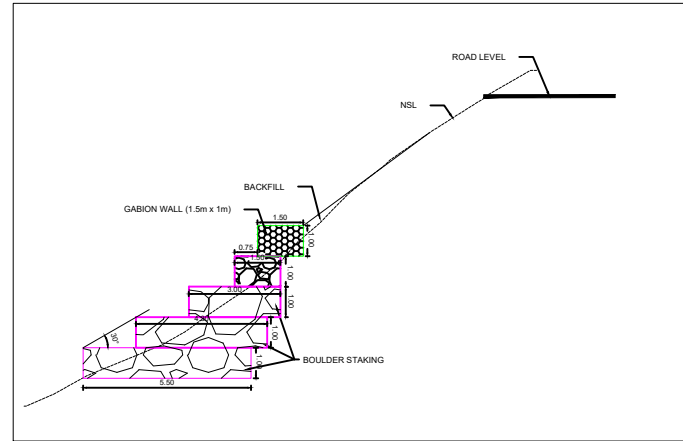 ROAD LEVEL
NSL
BACKFILL
GABION WALL (1.5m x 1m)
1.50
1.00
0.75
1.50
1.00
3.00
1.00
1.00
30°
BOULDER STAKING
1.00
5.50